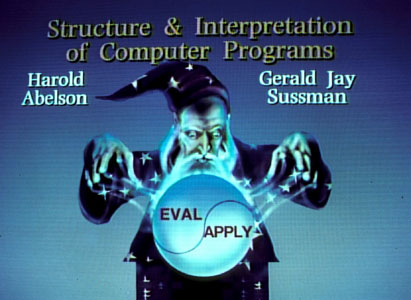 Structure & Interpretation
of Computer Programs
Harold
Abelson
Gerald Jay
Sussman
EVAL
APPLY